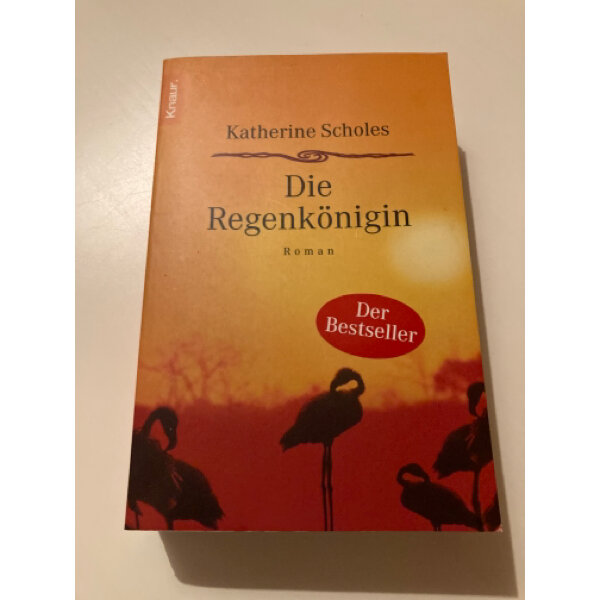 Knaur.
Katherine Scholes
Die
Regenkönigin
Roman
Der
Bestseller